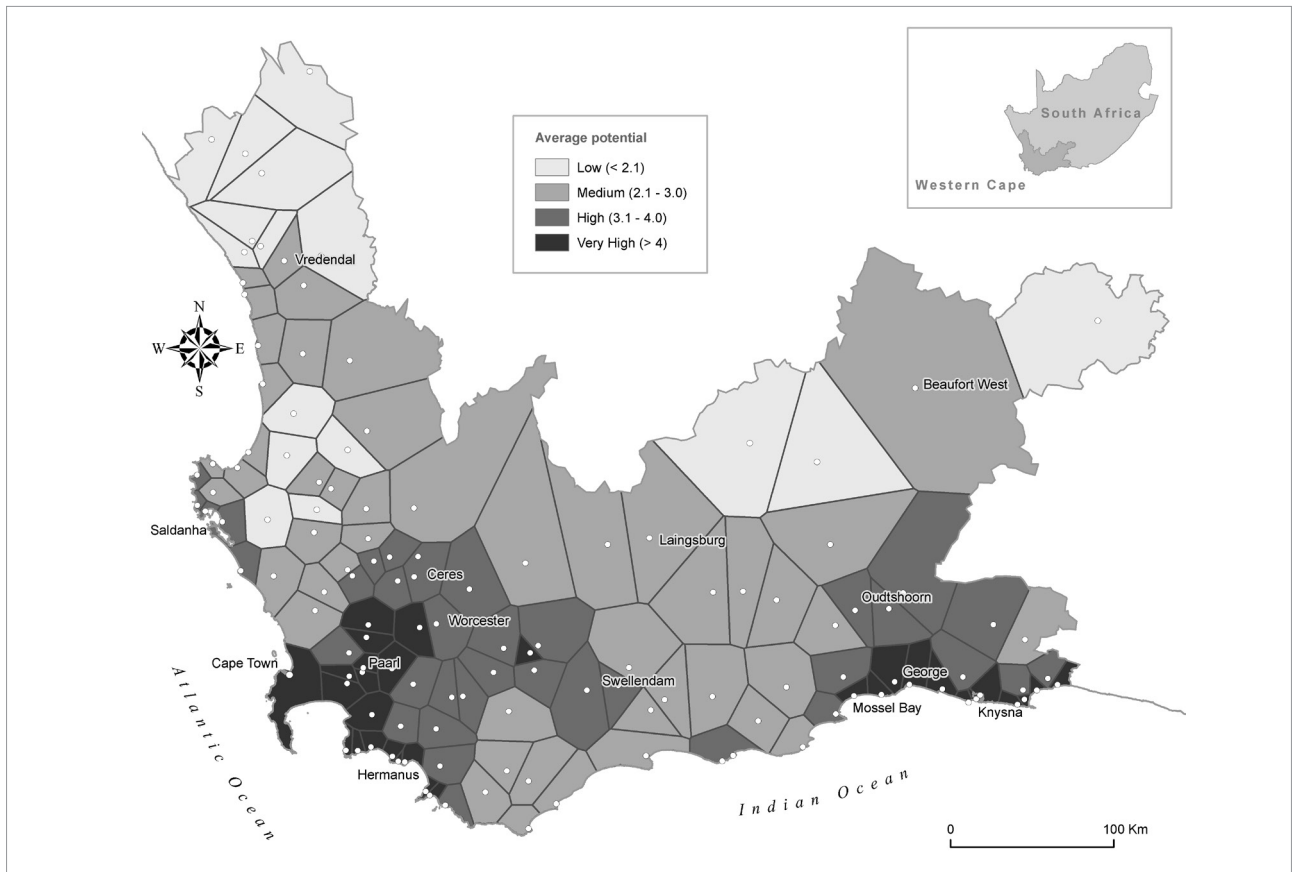 South Africa
Western Cape
Average potential
Low (< 2.1)
Medium (2.1 - 3.0)
High (3.1 - 4.0)
Very High (> 4)
Vredendal
N
W
E
S
Beaufort West
Saldanha
Laingsburg
Ceres
Oudtshoorn
Worcester
Cape Town
Paarl
George
Swellendam
Mossel Bay
Knysna
Hermanus
Atlantic Ocean
Indian Ocean
0
100 Km